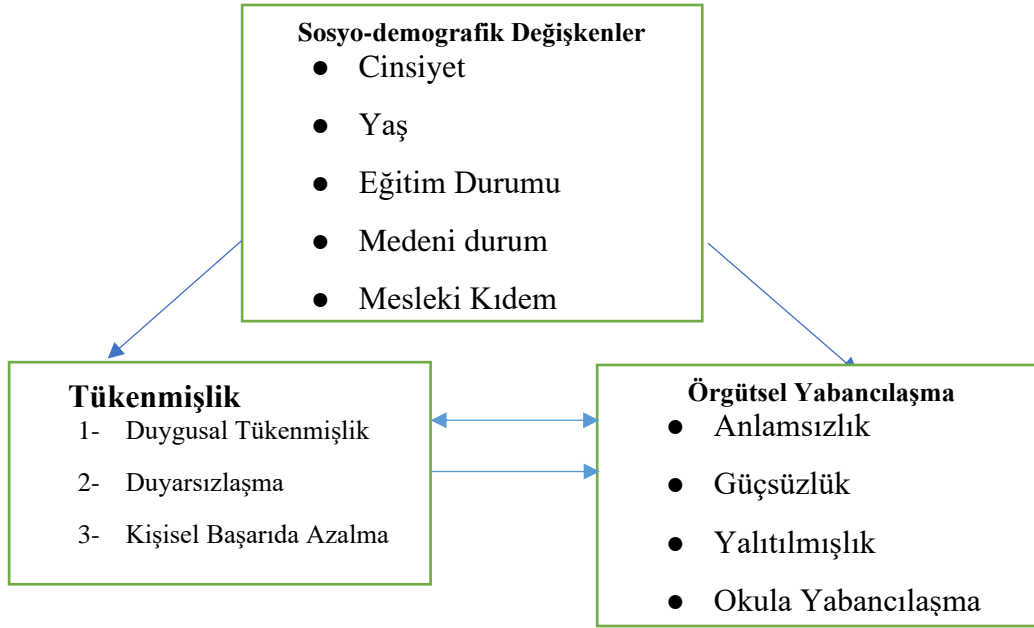 Sosyo-demografik Değişkenler
● Cinsiyet
● Yaş
● Eğitim Durumu
● Medeni durum
● Mesleki Kıdem
Tükenmişlik
1- Duygusal Tükenmişlik
2- Duyarsızlaşma
3- Kişisel Başarıda Azalma
Örgütsel Yabancılaşma
● Anlamsızlık
● Güçsüzlük
● Yalıtılmışlık
● Okula Yabancılaşma